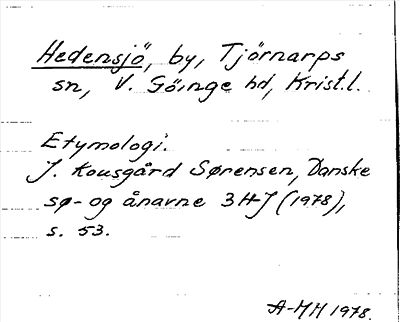 Hedensjö, by, Tjörnarps
sn, V. Göinge hd, Krist.l.
Etymologi.
J. Kousgård Sørensen, Danske
sø- og ånavne 3 H-J (1978),
s. 53.
A-MH 1978.